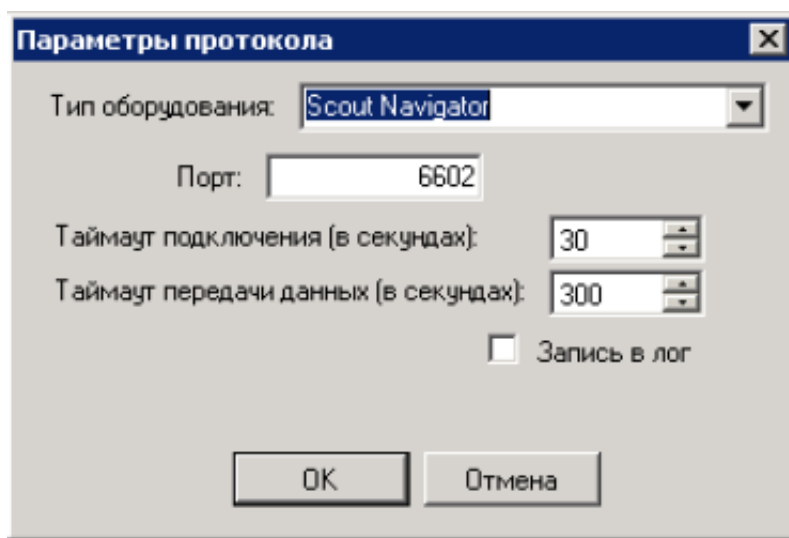 Параметры протокола
Тип оборудования: Scout Navigator
Порт: 6602
Таймаут подключения (в секундах): 30
Таймаут передачи данных (в секундах): 300
Запись в лог
OK Отмена